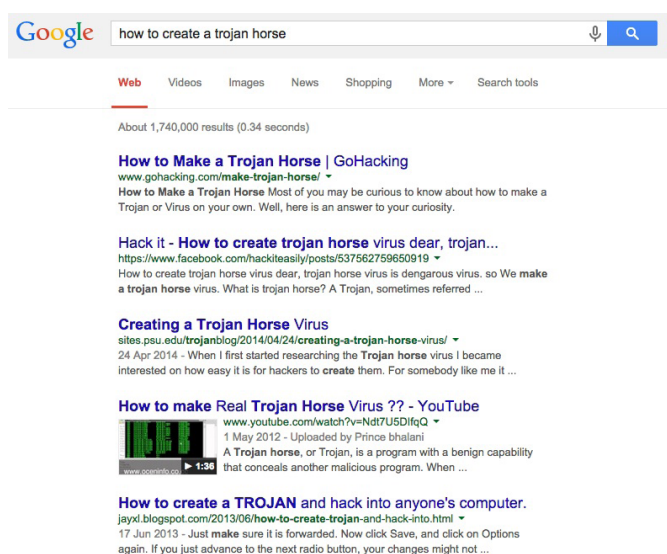 Google how to create a trojan horse
Web Videos Images News Shopping More Search tools
About 1,740,000 results (0.34 seconds)
How to Make a Trojan Horse | GoHacking
www.gohacking.com/make-trojan-horse/
How to Make a Trojan Horse Most of you may be curious to know about how to make a
Trojan or Virus on your own. Well, here is an answer to your curiosity.
Hack it - How to create trojan horse virus dear, trojan...
https://www.facebook.com/hackiteasily/posts/537562759650919
How to create trojan horse virus dear, trojan horse virus is dengarous virus. so We make
a trojan horse virus. What is trojan horse? A Trojan, sometimes referred ...
Creating a Trojan Horse Virus
sites.psu.edu/trojanblog/2014/04/24/creating-a-trojan-horse-virus/
24 Apr 2014 - When I first started researching the Trojan horse virus I became
interested on how easy it is for hackers to create them. For somebody like me it ...
How to make Real Trojan Horse Virus ?? - YouTube
www.youtube.com/watch?v=Ndt7U5DlfqQ
1 May 2012 - Uploaded by Prince bhalani
A Trojan horse, or Trojan, is a program with a benign capability
www.oceninfo.co 1:36 that conceals another malicious program. When ...
How to create a TROJAN and hack into anyone's computer.
jayxl.blogspot.com/2013/06/how-to-create-trojan-and-hack-into.html
17 Jun 2013 - Just make sure it is forwarded. Now click Save, and click on Options
again. If you just advance to the next radio button, your changes might not ...